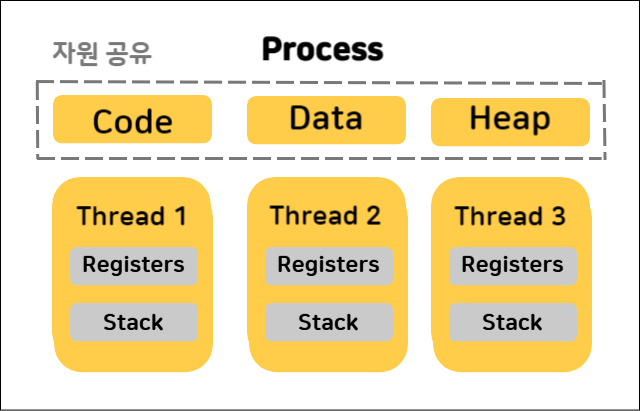 자원 공유
Process
Code
Data
Heap
Thread 1
Thread 2
Thread 3
Registers
Registers
Registers
Stack
Stack
Stack